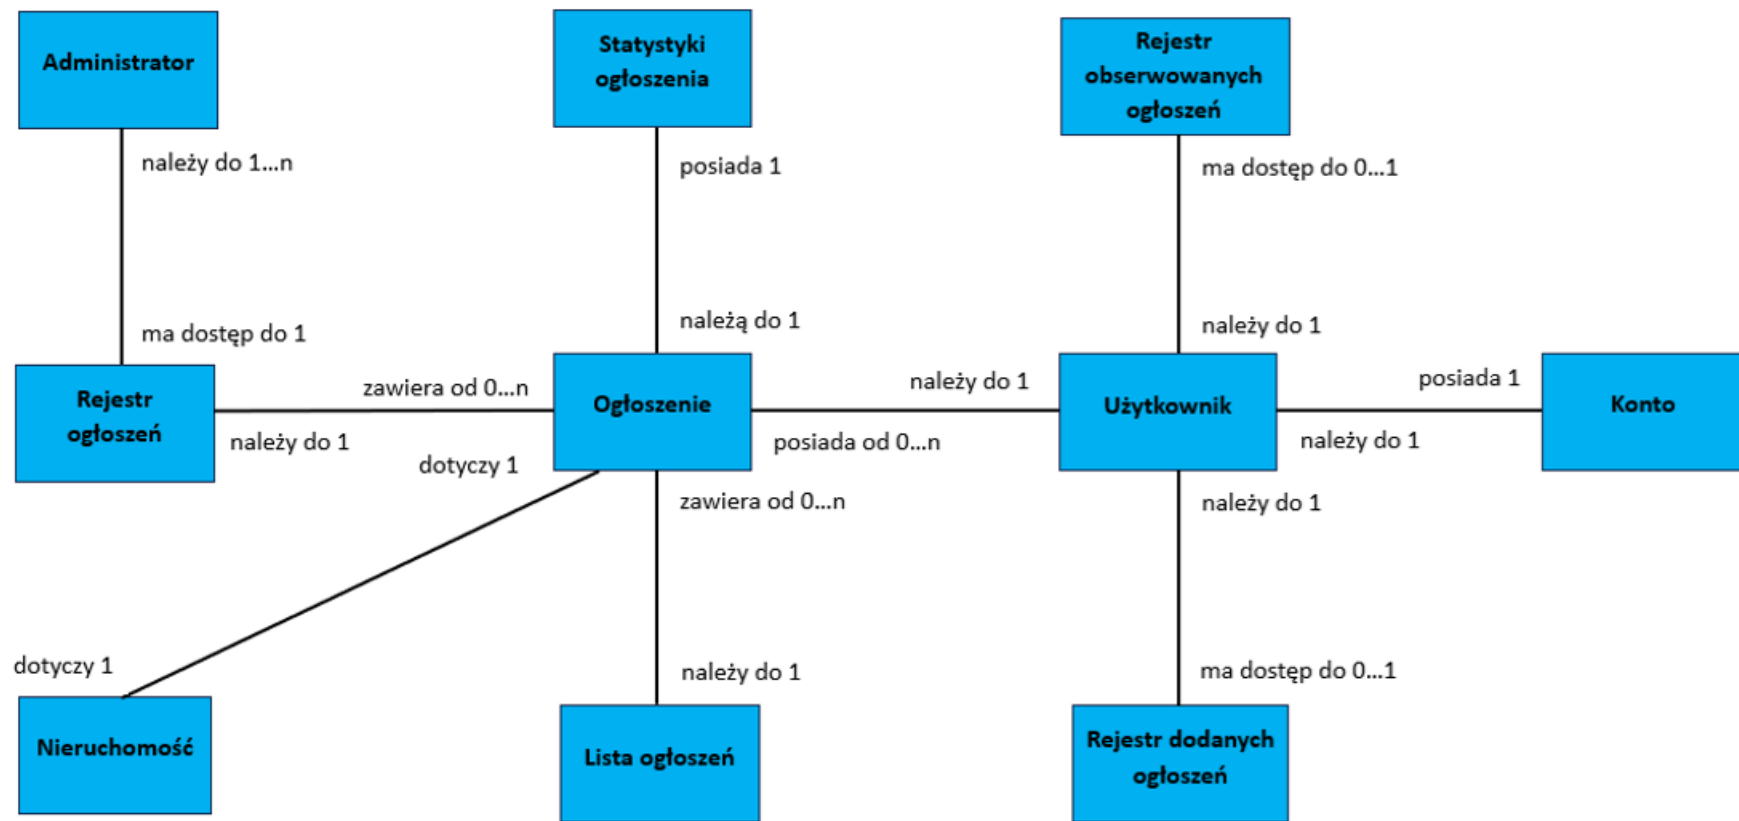 Administrator
Statystyki
ogłoszenia
Rejestr
obserwowanych
ogłoszeń
należy do 1...n
posiada 1
ma dostęp do 0...1
ma dostęp do 1
należą do 1
należy do 1
Rejestr
ogłoszeń
zawiera od 0...n
należy do 1
Ogłoszenie
należy do 1
posiada od 0...n
Użytkownik
posiada 1
należy do 1
Konto
dotyczy 1
zawiera od 0...n
należy do 1
dotyczy 1
należy do 1
ma dostęp do 0...1
Nieruchomość
Lista ogłoszeń
Rejestr dodanych
ogłoszeń